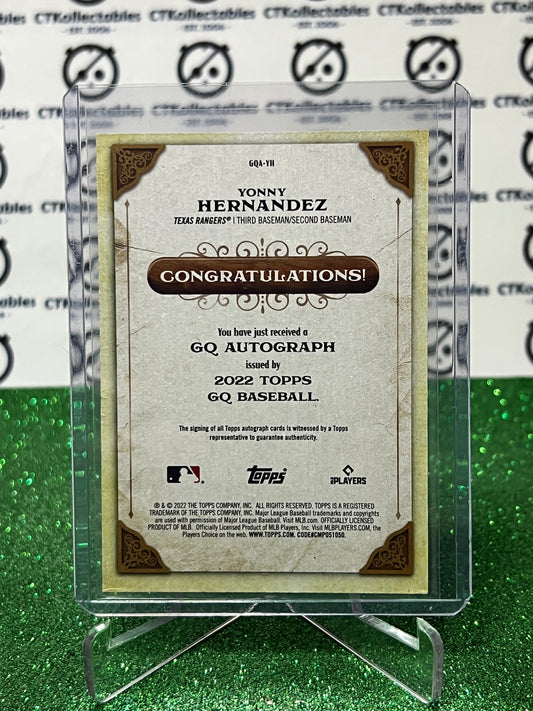 CTKollectables CTKollectables CTKollectables
GQA-YH
YONNY
HERNANDEZ
TEXAS RANGERS® | THIRD BASEMAN/SECOND BASEMAN
CONGRATULATIONS!
You have just received a
GQ AUTOGRAPH
issued by
2022 TOPPS
GQ BASEBALL.
The signing of all Topps autograph cards is witnessed by a Topps
representative to guarantee authenticity.
topps
PLAYERS
® & © 2022 THE TOPPS COMPANY, INC. ALL RIGHTS RESERVED. TOPPS IS A REGISTERED
TRADEMARK OF THE TOPPS COMPANY, INC. Major League Baseball trademarks and copyrights
are used with permission of Major League Baseball. Visit MLB.com. OFFICIALLY LICENSED
PRODUCT OF MLB. Officially Licensed Product of MLB Players, Inc. Visit MLBPLAYERS.COM, the
Players Choice on the web. WWW.TOPPS.COM. CODE#CMP051050.